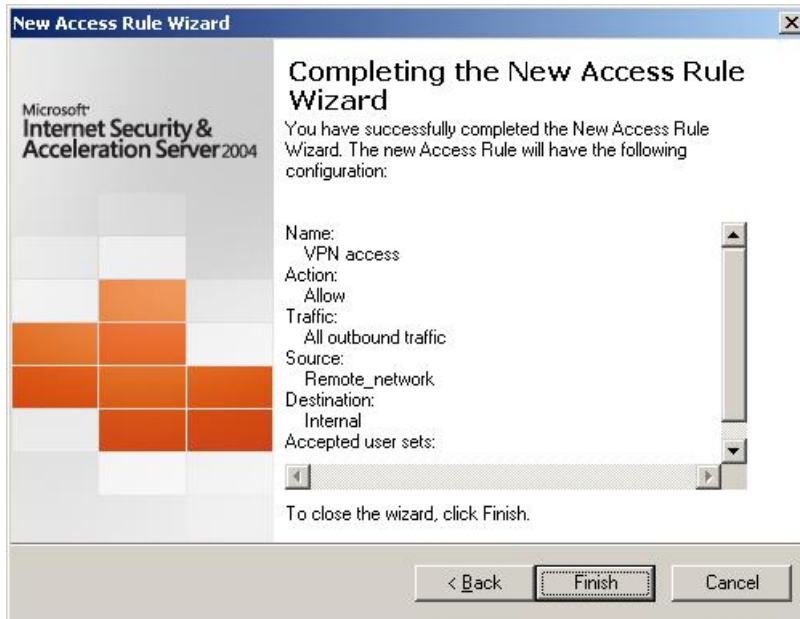 New Access Rule Wizard
Microsoft
Internet Security &
Acceleration Server 2004
Completing the New Access Rule
Wizard
You have successfully completed the New Access Rule
Wizard. The new Access Rule will have the following
configuration:
Name:
VPN access
Action:
Allow
Traffic:
All outbound traffic
Source:
Remote_network
Destination:
Internal
Accepted user sets:
To close the wizard, click Finish.
< Back
Finish
Cancel